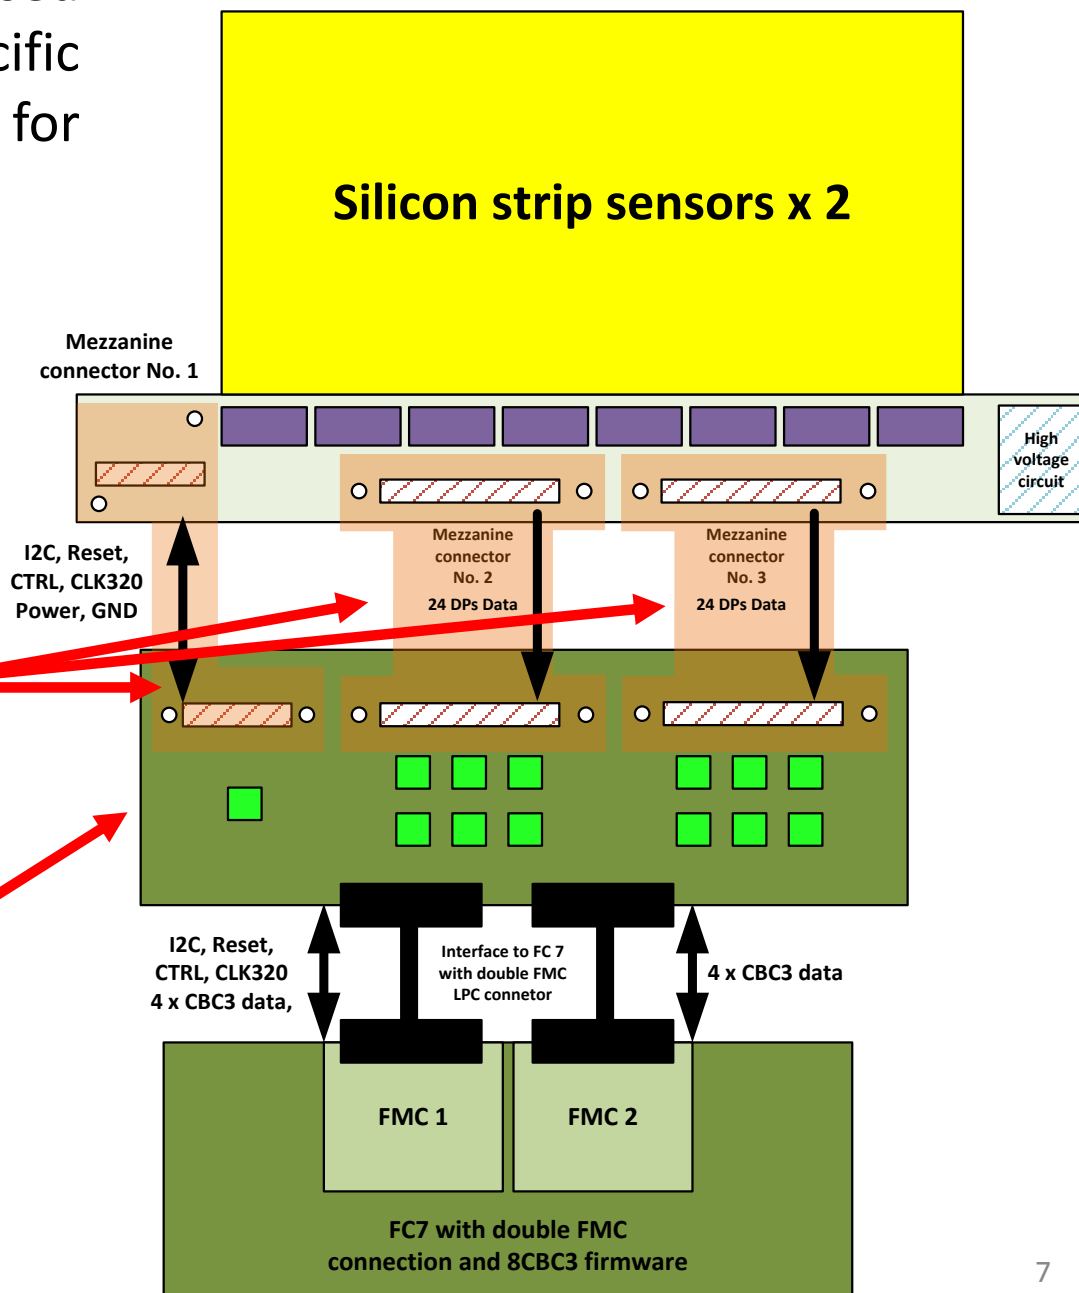 cific
for
Silicon strip sensors x 2
Mezzanine
connector No. 1
High
voltage
circuit
I2C, Reset,
CTRL, CLK320
Power, GND
Mezzanine
connector
No. 2
24 DPs Data
Mezzanine
connector
No. 3
24 DPs Data
I2C, Reset,
CTRL, CLK320
4 x CBC3 data,
Interface to FC 7
with double FMC
LPC connetor
4 x CBC3 data
FMC 1
FMC 2
FC7 with double FMC
connection and 8CBC3 firmware
7